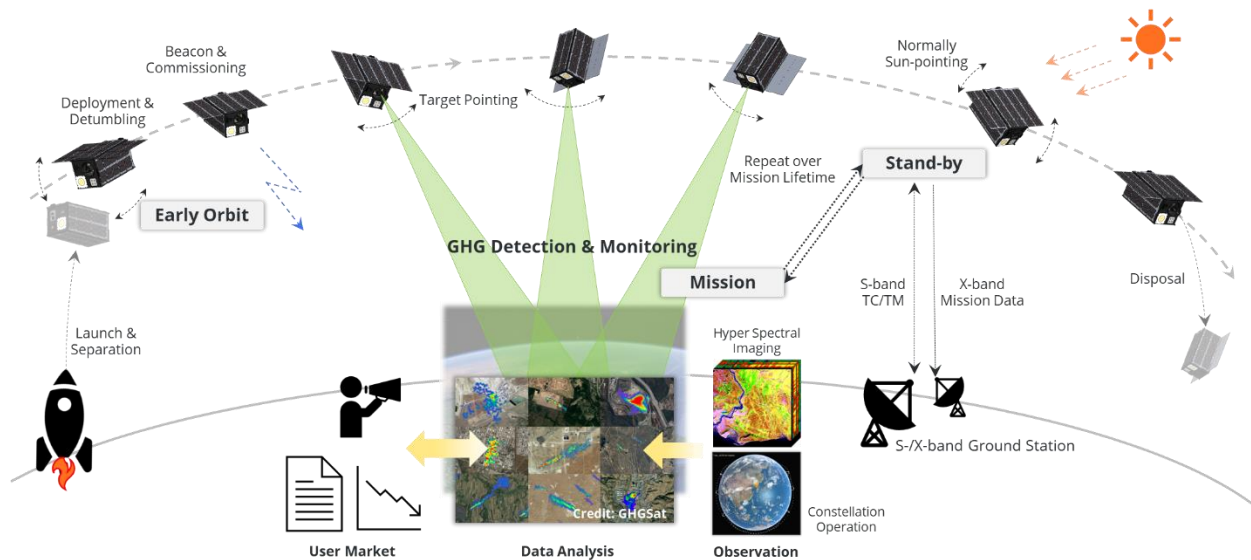 Beacon &
Commissioning
Deployment &
Detumbling
Early Orbit
Launch &
Separation
Target Pointing
Normally
Sun-pointing
Repeat over
Mission Lifetime
Stand-by
GHG Detection & Monitoring
Mission
S-band
TC/TM
X-band
Mission Data
Disposal
Hyper Spectral
Imaging
S-/X-band Ground Station
Credit: GHGSat
Constellation
Operation
User Market
Data Analysis
Observation